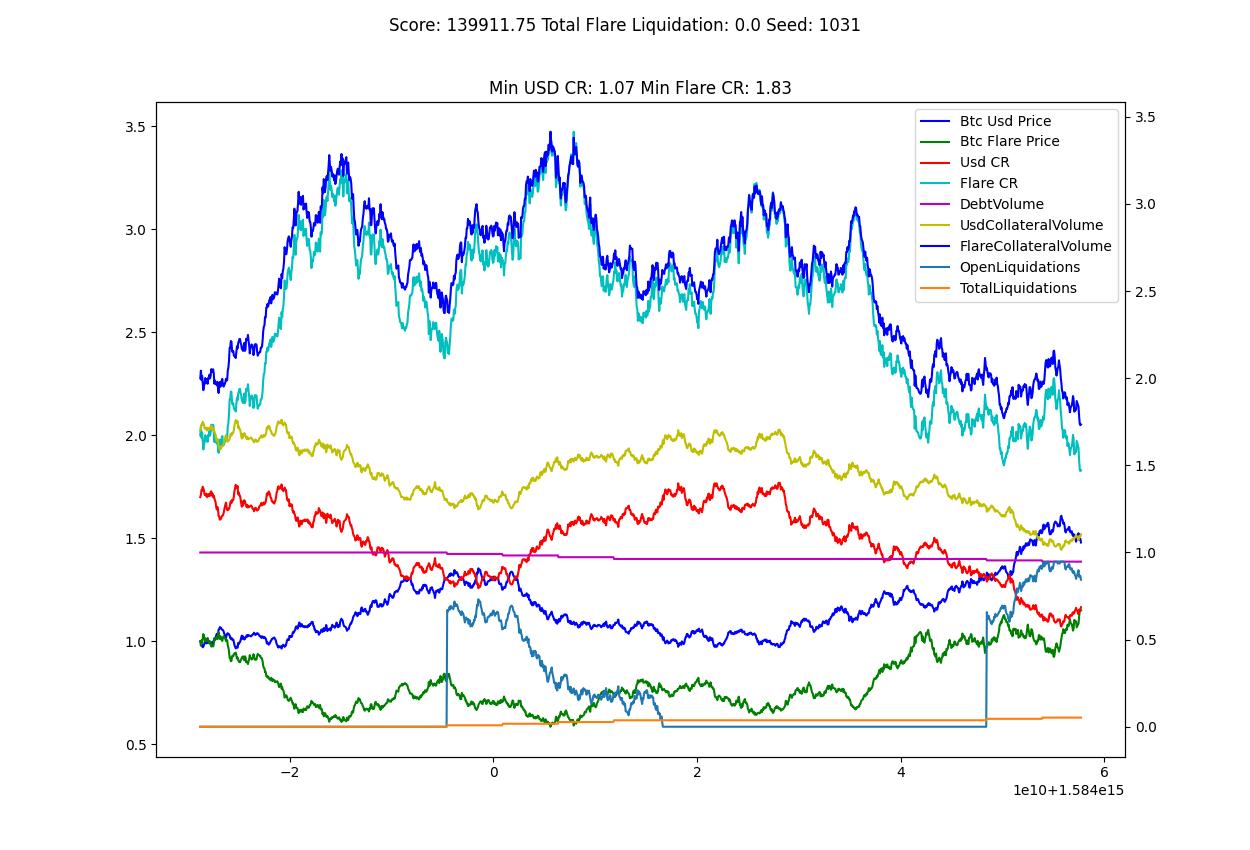 Score: 139911.75 Total Flare Liquidation: 0.0 Seed: 1031
Min USD CR: 1.07 Min Flare CR: 1.83
3.5
3.0
2.5
2.0
1.5
1.0
0.5
3.5
3.0
2.5
2.0
1.5
1.0
0.5
0.0
Btc Usd Price
Btc Flare Price
Usd CR
Flare CR
DebtVolume
UsdCollateralVolume
FlareCollateralVolume
OpenLiquidations
TotalLiquidations
−2 0 2 4 6
1e10+1.584e15